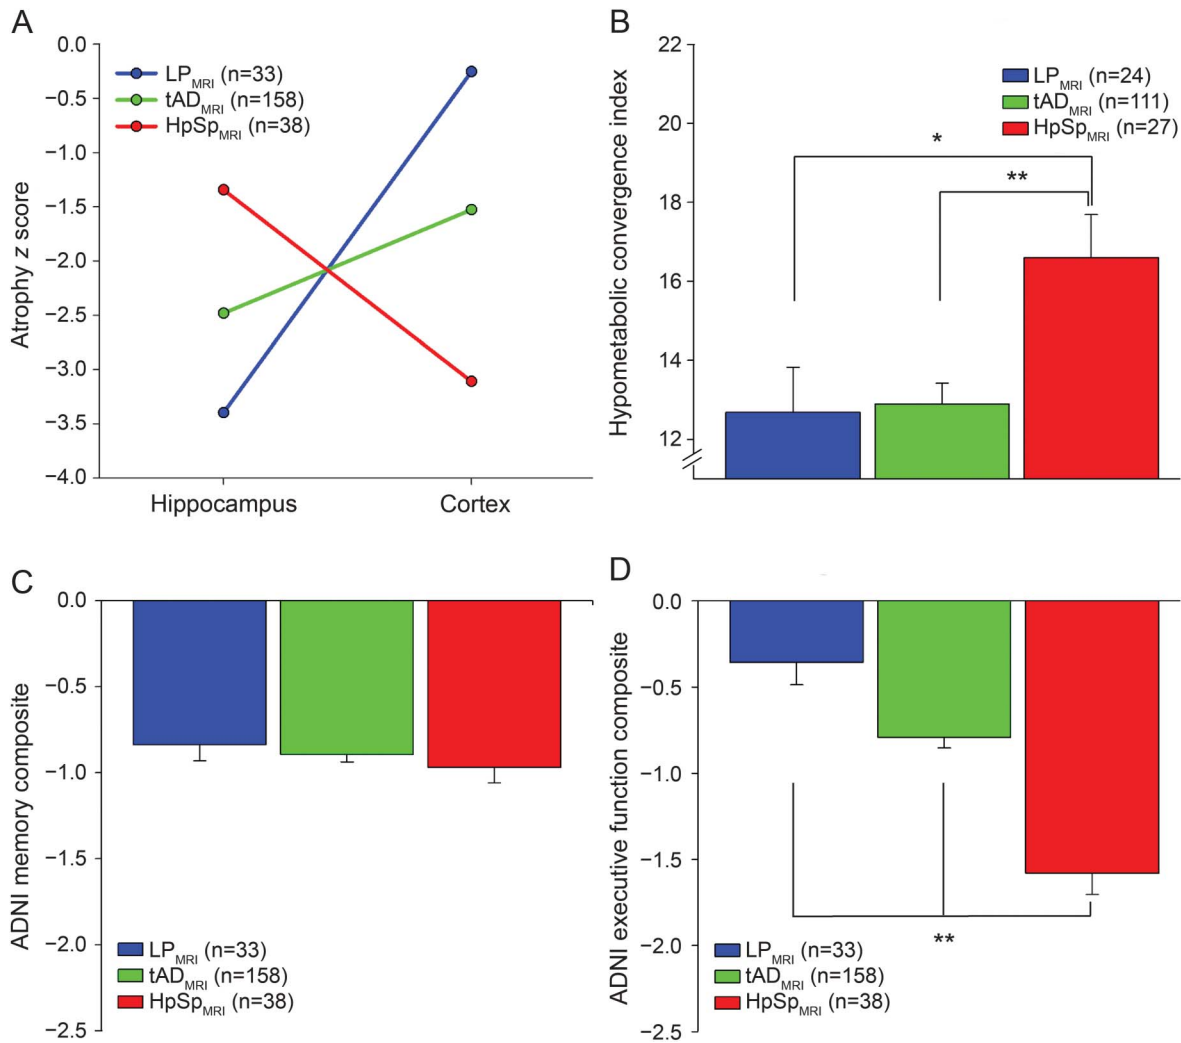 A
0.0
−0.5
−1.0
−1.5
−2.0
−2.5
−3.0
−3.5
−4.0
Atrophy z score
LPMRI (n=33)
tADMRI (n=158)
HpSpMRI (n=38)
Hippocampus
Cortex
B
22
20
18
16
14
12
Hypometabolic convergence index
LPMRI (n=24)
tADMRI (n=111)
HpSpMRI (n=27)
*
**
C
0.0
−0.5
−1.0
−1.5
−2.0
−2.5
ADNI memory composite
LPMRI (n=33)
tADMRI (n=158)
HpSpMRI (n=38)
D
0.0
−0.5
−1.0
−1.5
−2.0
−2.5
ADNI executive function composite
**
LPMRI (n=33)
tADMRI (n=158)
HpSpMRI (n=38)